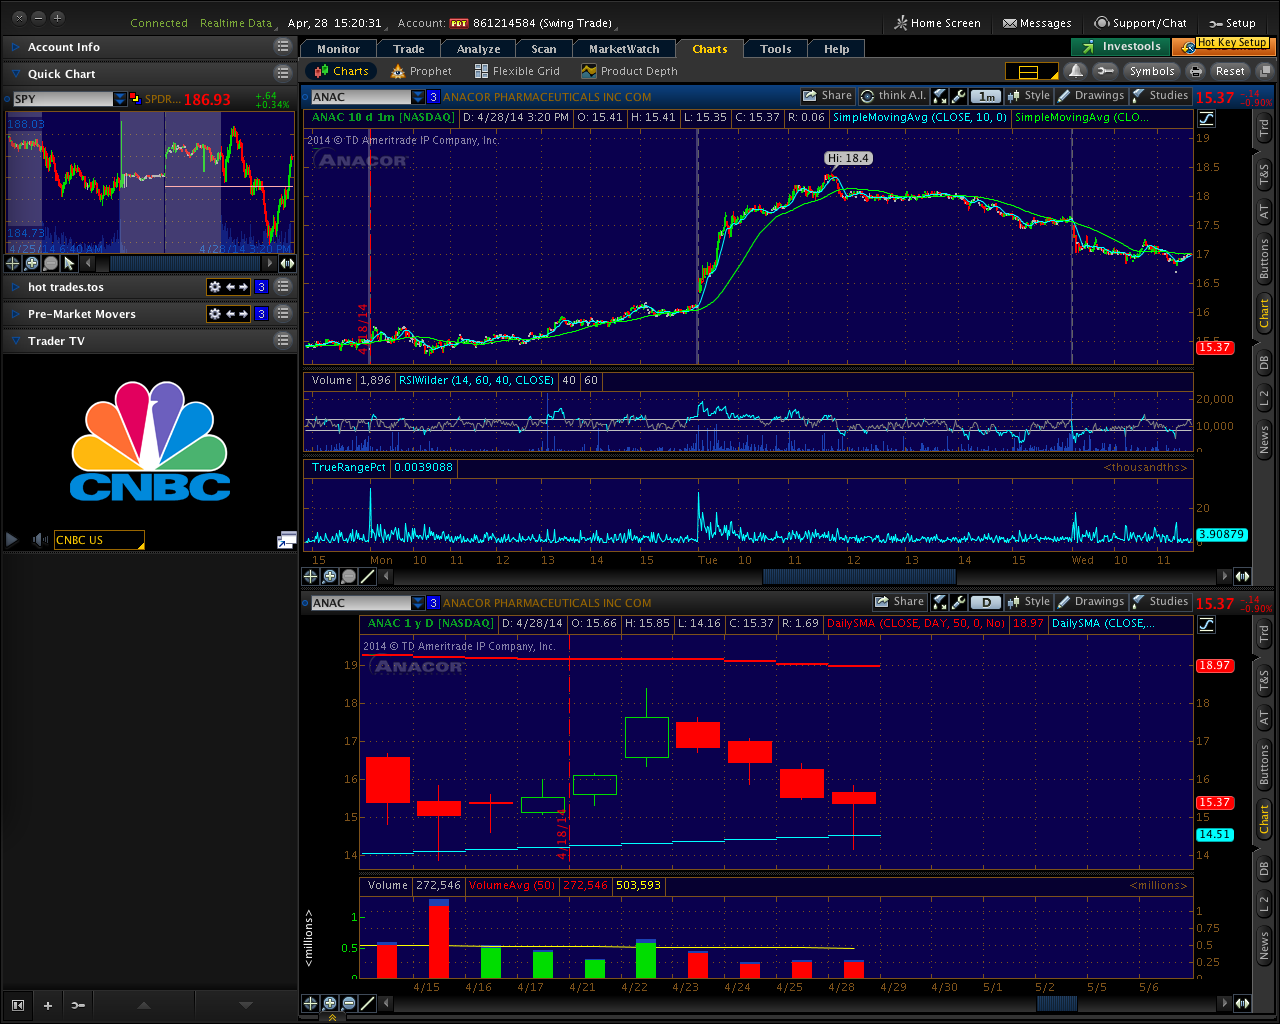 Connected Realtime Data Apr, 28 15:20:31 Account: PDT 861214584 (Swing Trade) Home Screen Messages Support/Chat Setup
Account Info
Monitor Trade Analyze Scan MarketWatch Charts Tools Help Investools
Hot Key Setup
Quick Chart
Charts Prophet Flexible Grid Product Depth Symbols Reset
SPY SPDR... 186.93 +.64
+0.34%
188.03
184.73
4/25/14 6:40 AM 4/28/14 3:20 PM
hot trades.tos 3
Pre-Market Movers 3
Trader TV
CNBC
CNBC US
ANAC 3 ANACOR PHARMACEUTICALS INC COM Share think A.I. 1m Style Drawings Studies 15.37 -.14
-0.90%
ANAC 10 d 1m [NASDAQ] D: 4/28/14 3:20 PM O: 15.41 H: 15.41 L: 15.35 C: 15.37 R: 0.06 SimpleMovingAvg (CLOSE, 10, 0) SimpleMovingAvg (CLO...
2014 © TD Ameritrade IP Company, Inc.
ANACOR
Hi: 18.4
4/18/14
19
18.5
18
17.5
17
16.5
16
15.37
Volume 1,896 RSIWilder (14, 60, 40, CLOSE) 40 60
20,000
10,000
TrueRangePct 0.0039088 <thousandths>
20
3.90879
15 Mon 10 11 12 13 14 15 Tue 10 11 12 13 14 15 Wed 10 11
Trd
T&S
AT
Buttons
Chart
DB
L 2
News
ANAC 3 ANACOR PHARMACEUTICALS INC COM Share D Style Drawings Studies 15.37 -.14
-0.90%
ANAC 1 y D [NASDAQ] D: 4/28/14 O: 15.66 H: 15.85 L: 14.16 C: 15.37 R: 1.69 DailySMA (CLOSE, DAY, 50, 0, No) 18.97 DailySMA (CLOSE,...
2014 © TD Ameritrade IP Company, Inc.
ANACOR
4/18/14
19 18.97
18 18
17 17
16 16
15 15.37
14.51
14 14
Volume 272,546 VolumeAvg (50) 272,546 503,593 <millions>
<millions>
1 1
0.75
0.5 0.5
0.25
0 0
4/15 4/16 4/17 4/21 4/22 4/23 4/24 4/25 4/28 4/29 4/30 5/1 5/2 5/5 5/6
Trd
T&S
AT
Buttons
Chart
DB
L 2
News